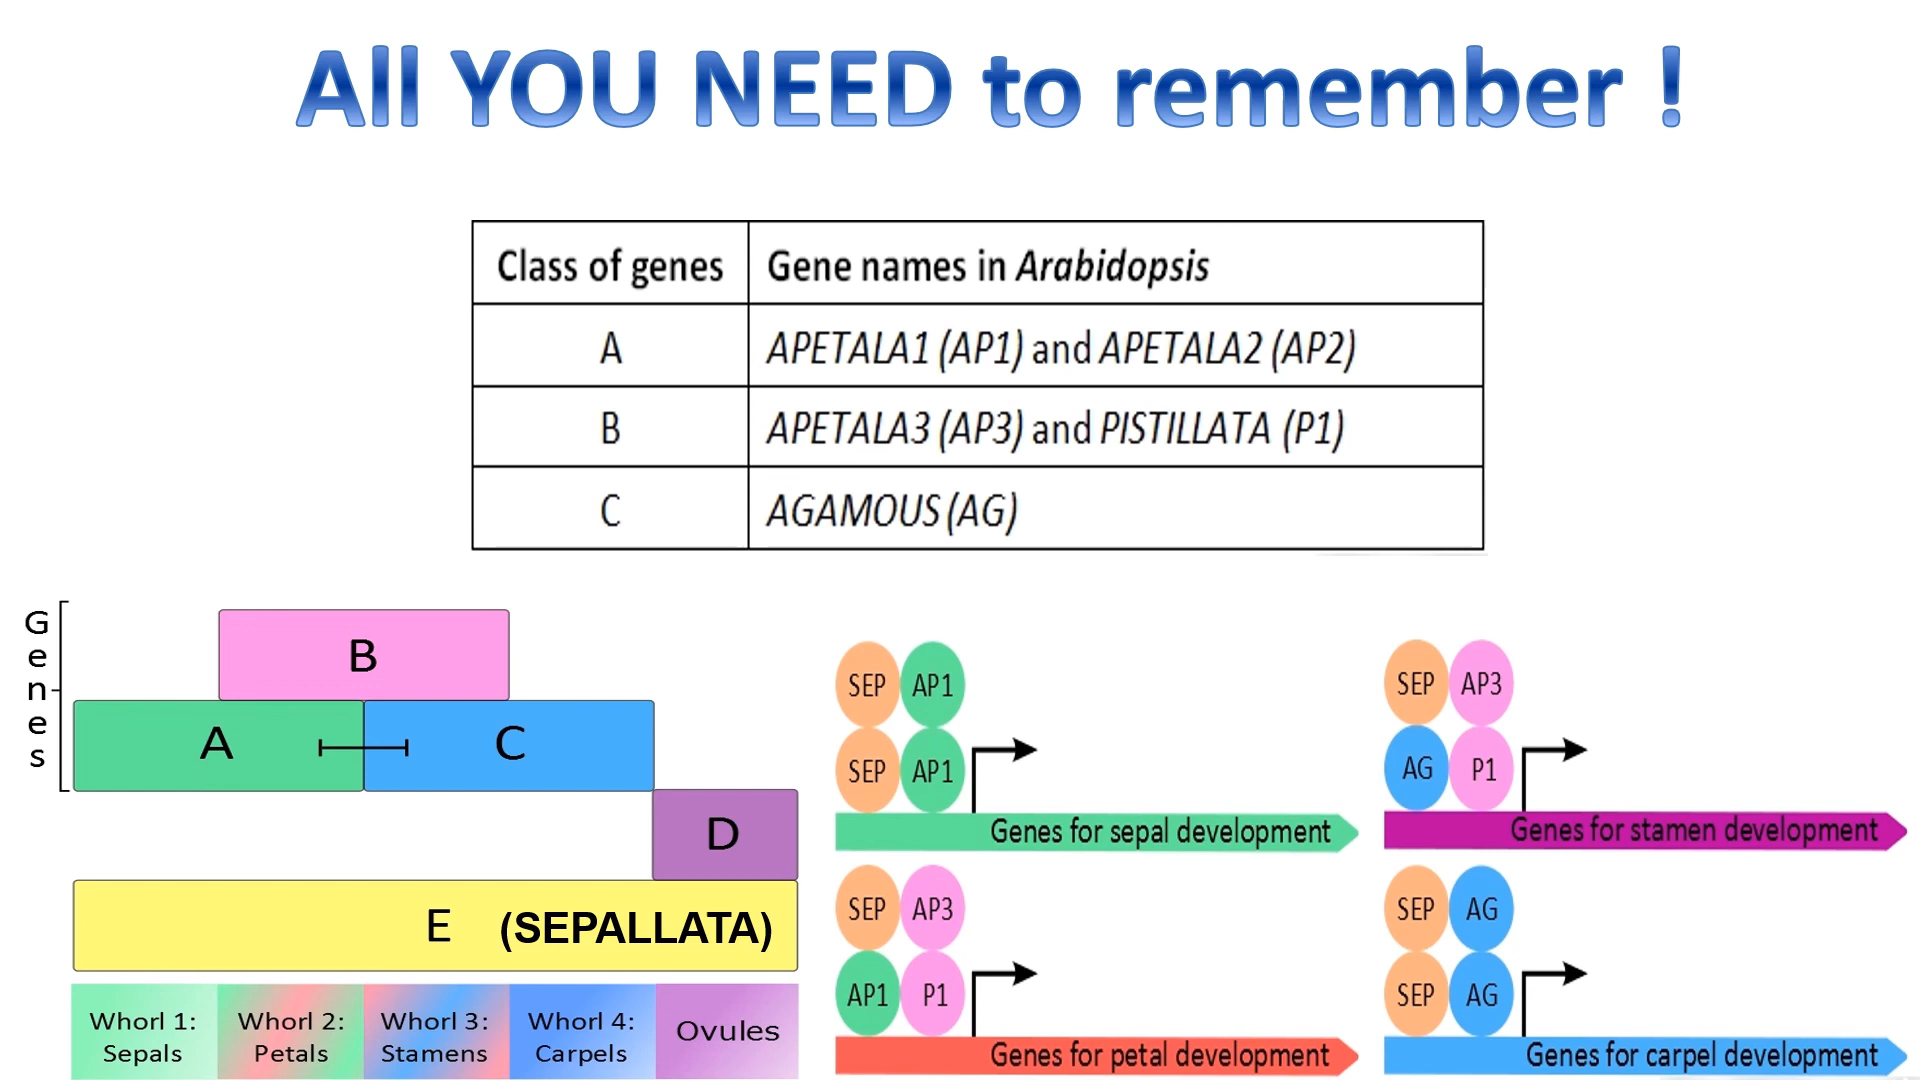 All YOU NEED to remember !
Class of genes Gene names in Arabidopsis
A APETALA1 (AP1) and APETALA2 (AP2)
B APETALA3 (AP3) and PISTILLATA (P1)
C AGAMOUS (AG)
Genes
B
A C
D
E (SEPALLATA)
Whorl 1:
Sepals
Whorl 2:
Petals
Whorl 3:
Stamens
Whorl 4:
Carpels
Ovules
SEP AP1
SEP AP1
Genes for sepal development
SEP AP3
AG P1
Genes for stamen development
SEP AP3
AP1 P1
Genes for petal development
SEP AG
SEP AG
Genes for carpel development